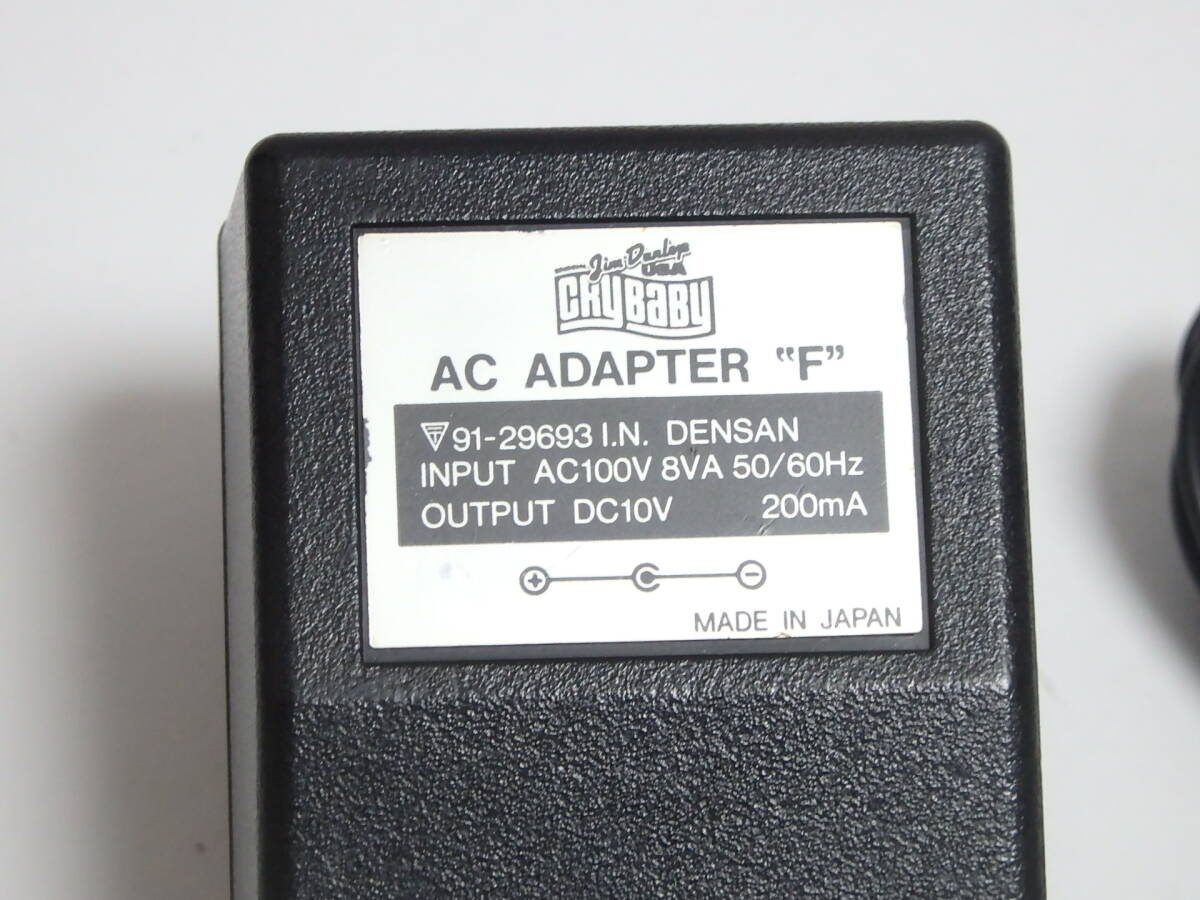 ORIGINAL
Jim Dunlop
USA
CRYBABY
AC ADAPTER “F”
91-29693 I.N. DENSAN
INPUT AC100V 8VA 50/60Hz
OUTPUT DC10V 200mA
MADE IN JAPAN